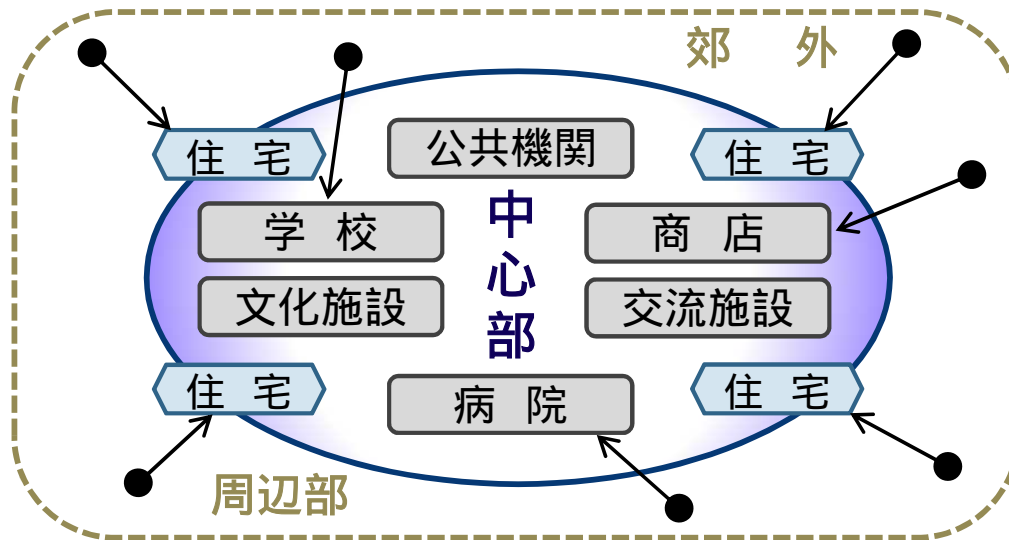 郊 外
住 宅
公共機関
住 宅
学 校
商 店
中心部
文化施設
交流施設
住 宅
病 院
住 宅
周辺部